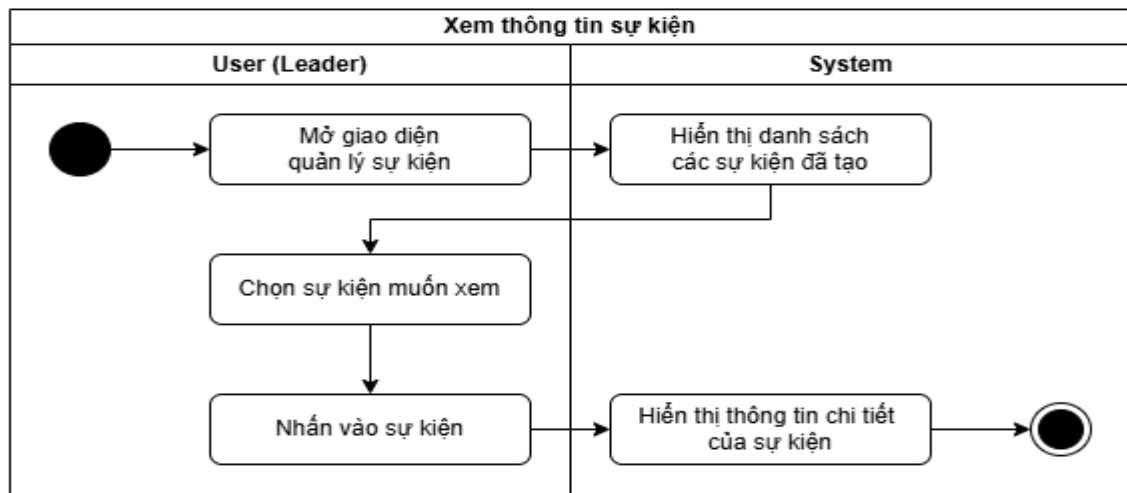 Xem thông tin sự kiện
User (Leader)
System
Mở giao diện
quản lý sự kiện
Hiển thị danh sách
các sự kiện đã tạo
Chọn sự kiện muốn xem
Nhấn vào sự kiện
Hiển thị thông tin chi tiết
của sự kiện